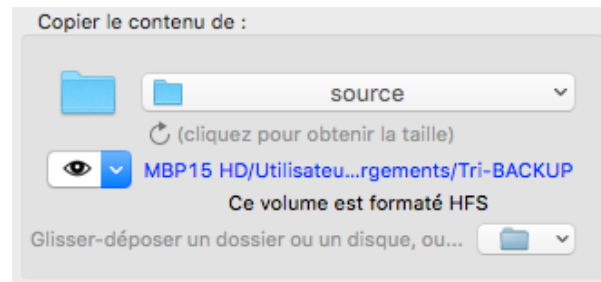 Copier le contenu de :
source
(cliquez pour obtenir la taille)
MBP15 HD/Utilisateu...rgements/Tri-BACKUP
Ce volume est formaté HFS
Glisser-déposer un dossier ou un disque, ou...